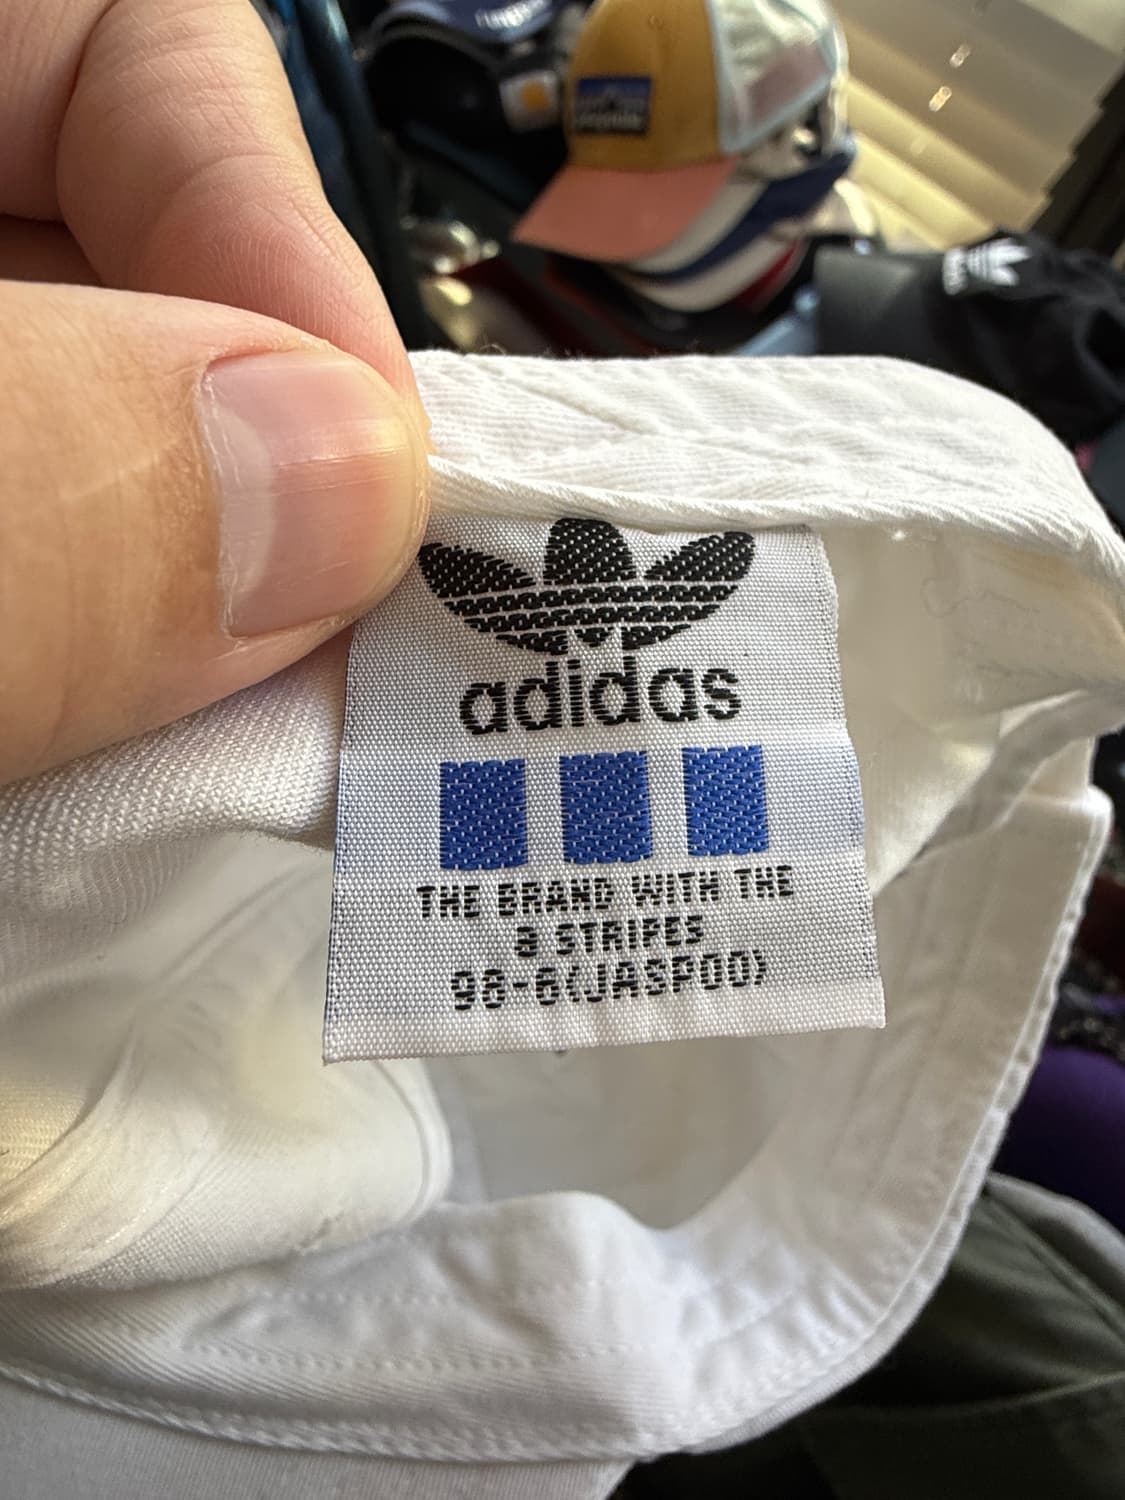 adidas
THE BRAND WITH THE
3 STRIPES
98-6(JASPOO)